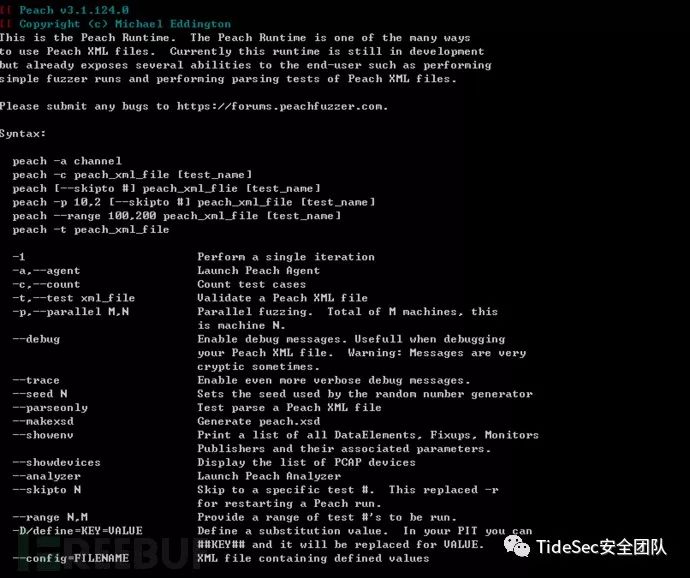 [[ Peach v3.1.124.0
[[ Copyright (c) Michael Eddington
This is the Peach Runtime.  The Peach Runtime is one of the many ways
to use Peach XML files.  Currently this runtime is still in development
but already exposes several abilities to the end-user such as performing
simple fuzzer runs and performing parsing tests of Peach XML files.
Please submit any bugs to https://forums.peachfuzzer.com.
Syntax:
peach -a channel
peach -c peach_xml_file [test_name]
peach [--skipto #] peach_xml_flie [test_name]
peach -p 10,2 [--skipto #] peach_xml_file [test_name]
peach --range 100,200 peach_xml_file [test_name]
peach -t peach_xml_file
-1 Perform a single iteration
-a,--agent Launch Peach Agent
-c,--count Count test cases
-t,--test xml_file Validate a Peach XML file
-p,--parallel M,N Parallel fuzzing.  Total of M machines, this
is machine N.
--debug Enable debug messages. Usefull when debugging
your Peach XML file.  Warning: Messages are very
cryptic sometimes.
--trace Enable even more verbose debug messages.
--seed N Sets the seed used by the random number generator
--parseonly Test parse a Peach XML file
--makexsd Generate peach.xsd
--showenv Print a list of all DataElements, Fixups, Monitors
Publishers and their associated parameters.
--showdevices Display the list of PCAP devices
--analyzer Launch Peach Analyzer
--skipto N Skip to a specific test #.  This replaced -r
for restarting a Peach run.
--range N,M Provide a range of test #'s to be run.
-D/define=KEY=VALUE Define a substitution value.  In your PIT you can
##KEY## and it will be replaced for VALUE.
--config=FILENAME XML file containing defined values
FREEBUF
TideSec安全团队